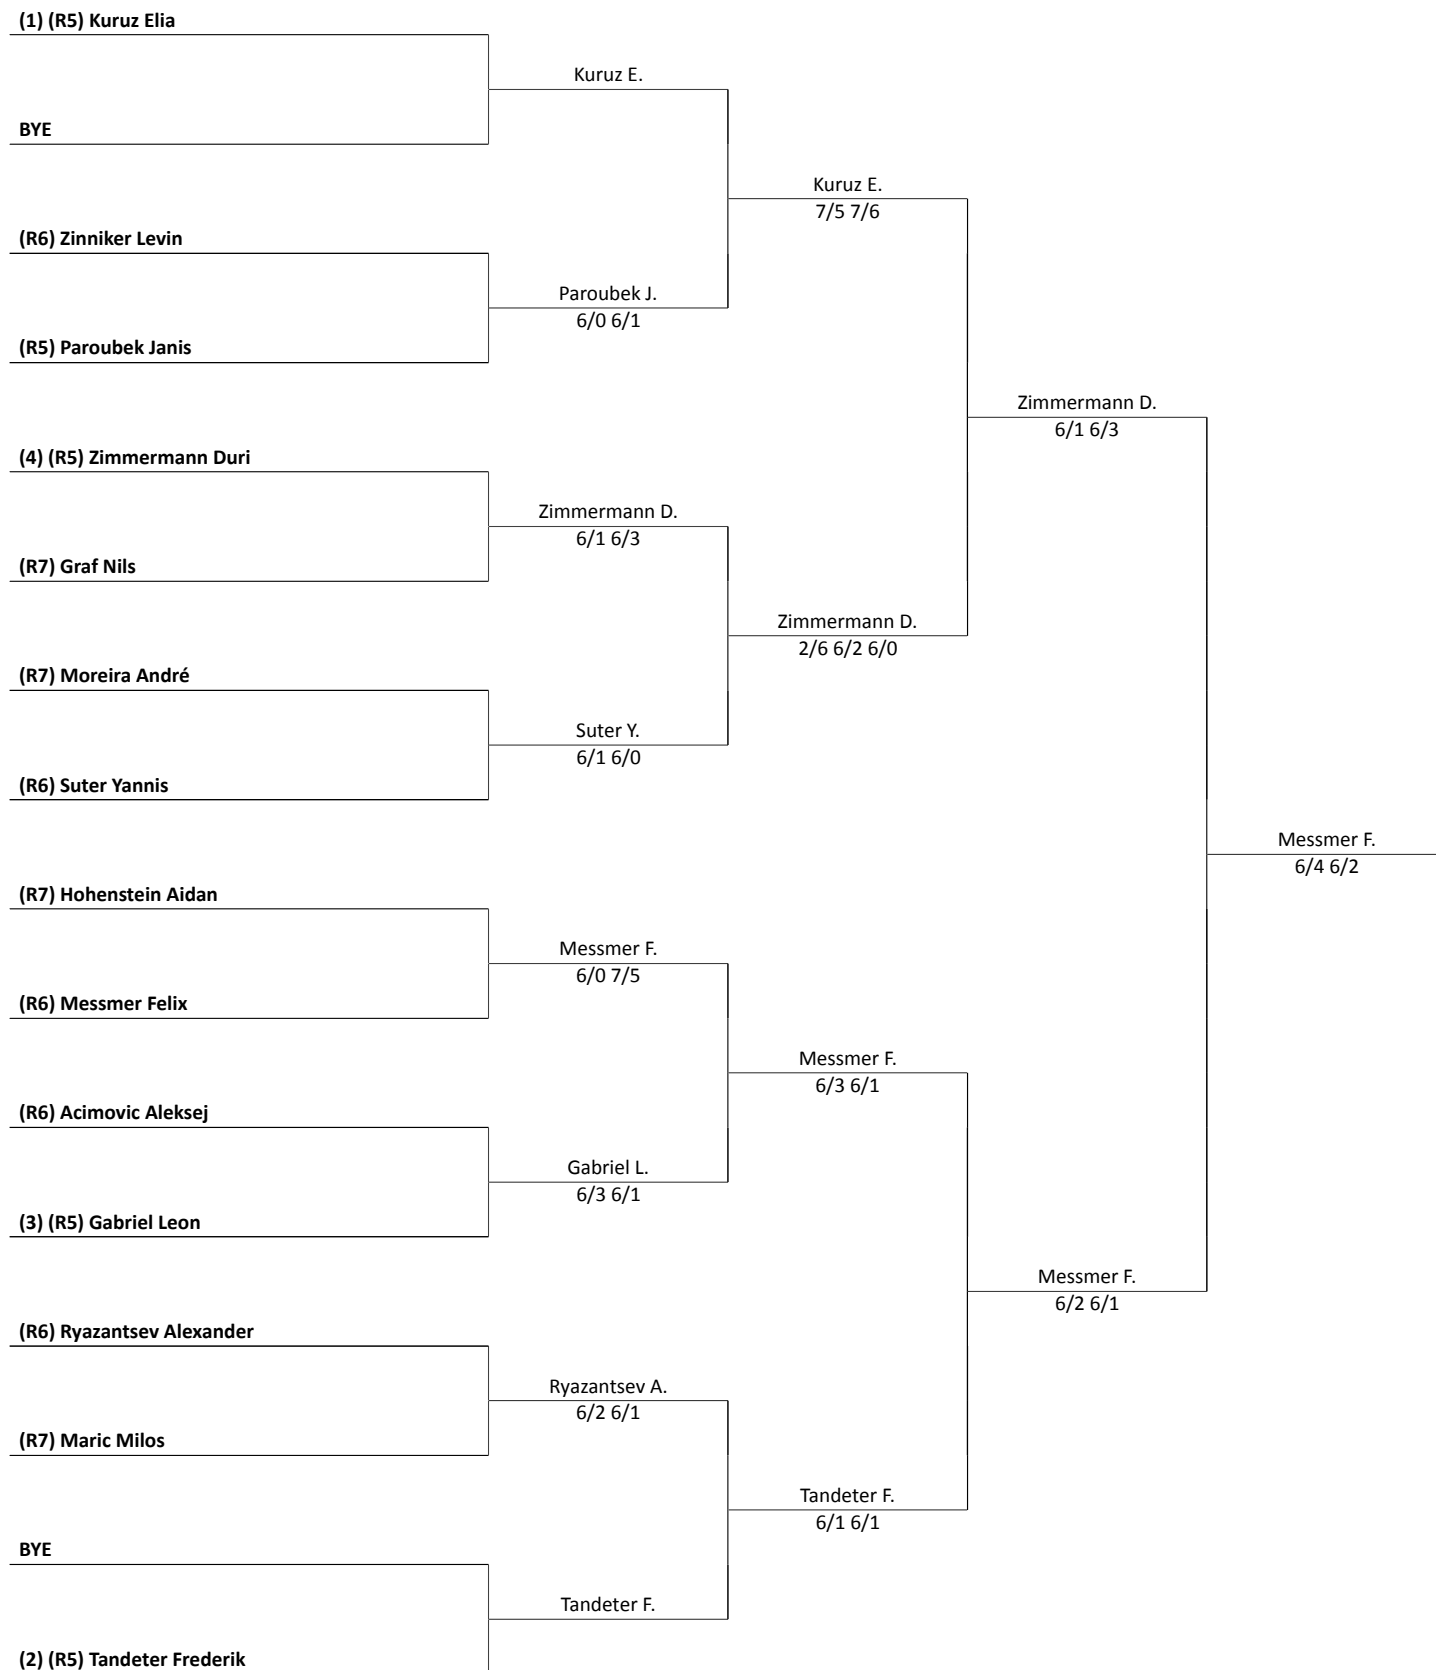 (1) (R5) Kuruz Elia
Kuruz E.
BYE
Kuruz E.
7/5 7/6
(R6) Zinniker Levin
Paroubek J.
6/0 6/1
(R5) Paroubek Janis
Zimmermann D.
6/1 6/3
(4) (R5) Zimmermann Duri
Zimmermann D.
6/1 6/3
(R7) Graf Nils
Zimmermann D.
2/6 6/2 6/0
(R7) Moreira André
Suter Y.
6/1 6/0
(R6) Suter Yannis
Messmer F.
6/4 6/2
(R7) Hohenstein Aidan
Messmer F.
6/0 7/5
(R6) Messmer Felix
Messmer F.
6/3 6/1
(R6) Acimovic Aleksej
Gabriel L.
6/3 6/1
(3) (R5) Gabriel Leon
Messmer F.
6/2 6/1
(R6) Ryazantsev Alexander
Ryazantsev A.
6/2 6/1
(R7) Maric Milos
Tandeter F.
6/1 6/1
BYE
Tandeter F.
(2) (R5) Tandeter Frederik